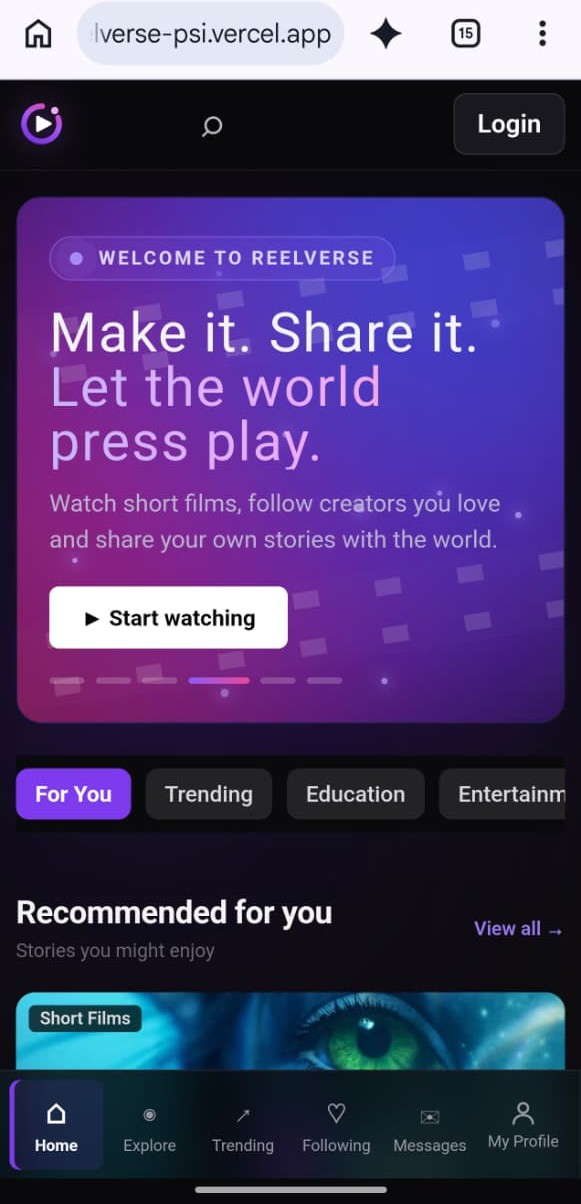 lverse-psi.vercel.app
15
Login
WELCOME TO REELVERSE
Make it. Share it.
Let the world
press play.
Watch short films, follow creators you love
and share your own stories with the world.
► Start watching
For You
Trending
Education
Entertainm
Recommended for you
View all →
Stories you might enjoy
Short Films
Home
Explore
Trending
Following
Messages
My Profile